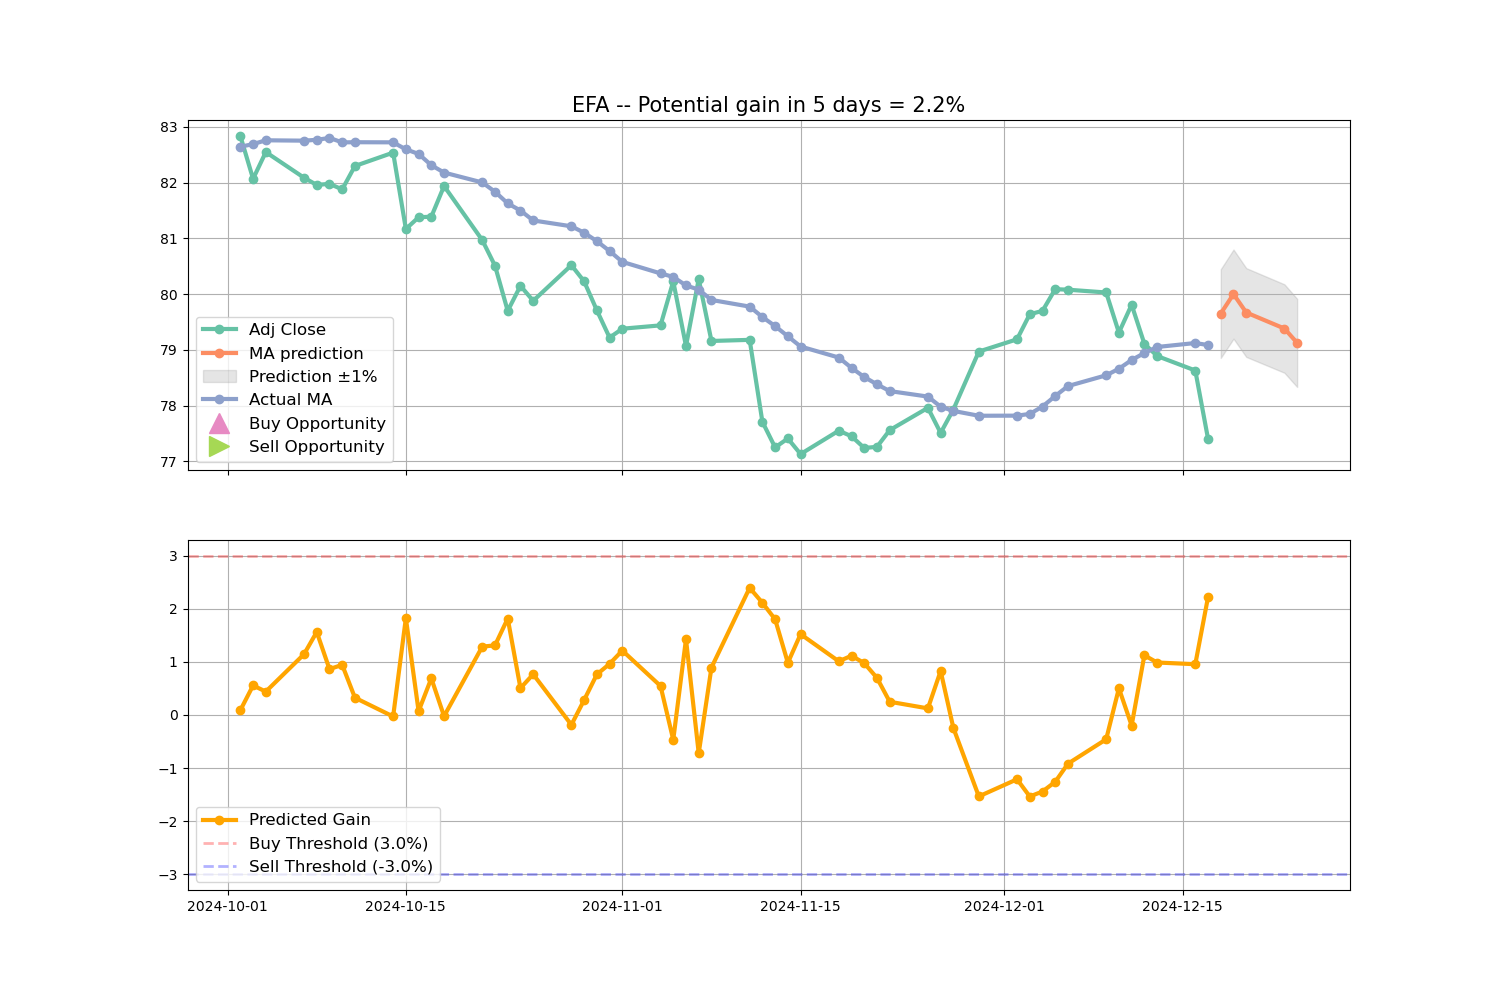 EFA -- Potential gain in 5 days = 2.2%
83
82
81
80
79
78
77
Adj Close
MA prediction
Prediction ±1%
Actual MA
Buy Opportunity
Sell Opportunity
3
2
1
0
−1
−2
−3
Predicted Gain
Buy Threshold (3.0%)
Sell Threshold (-3.0%)
2024-10-01 2024-10-15 2024-11-01 2024-11-15 2024-12-01 2024-12-15